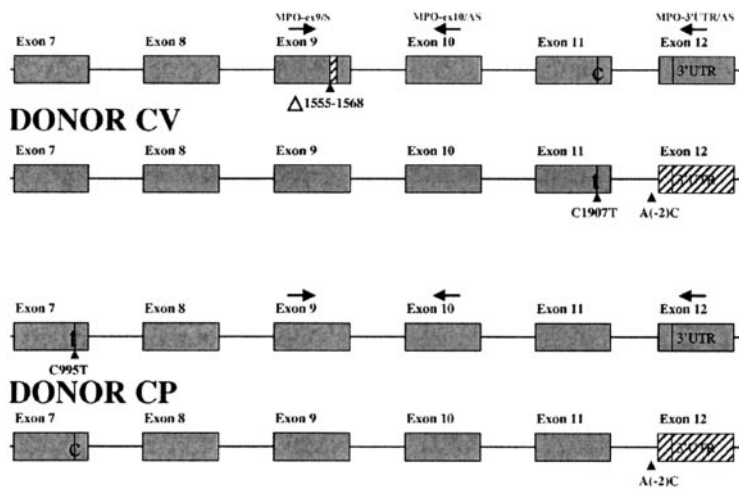 MPO-ex9/S MPO-ex10/AS MPO-3'UTR/AS
Exon 7 Exon 8 Exon 9 Exon 10 Exon 11 Exon 12
C 3'UTR
△1555-1568
DONOR CV
Exon 7 Exon 8 Exon 9 Exon 10 Exon 11 Exon 12
t 3'UTR
C1907T A(-2)C
Exon 7 Exon 8 Exon 9 Exon 10 Exon 11 Exon 12
t 3'UTR
C995T
DONOR CP
Exon 7 Exon 8 Exon 9 Exon 10 Exon 11 Exon 12
C 3'UTR
A(-2)C